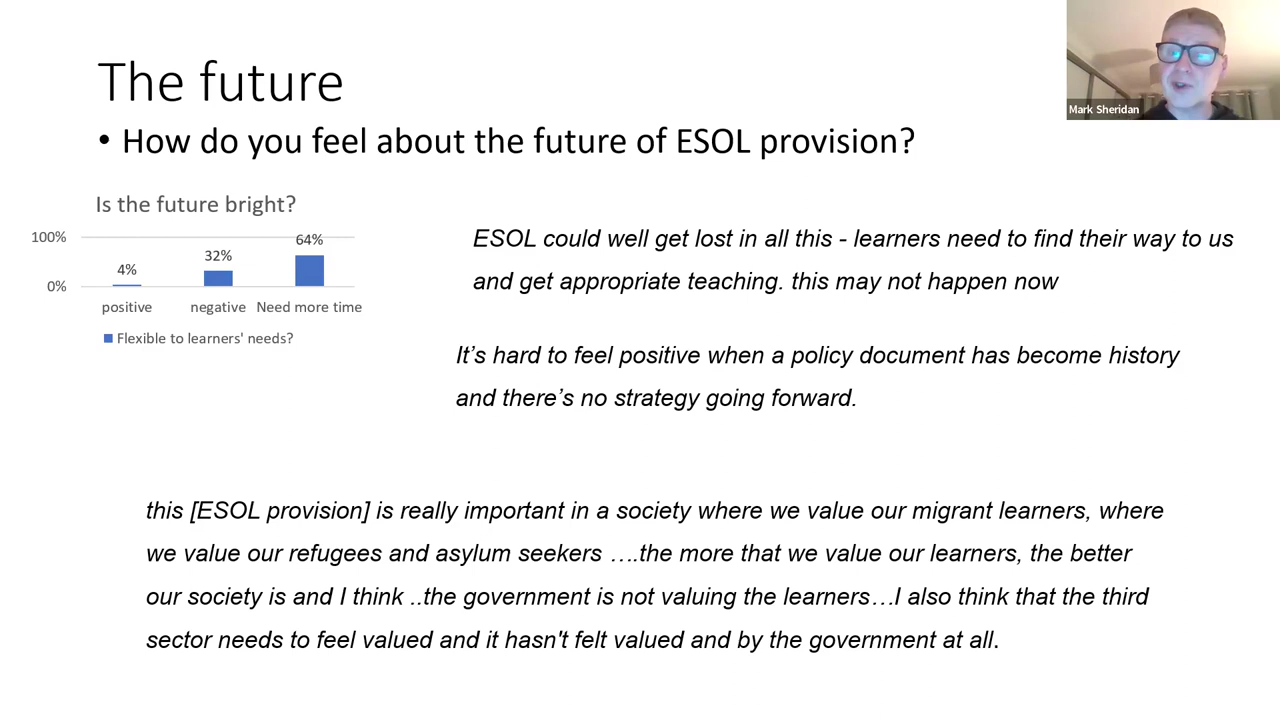 The future
• How do you feel about the future of ESOL provision?
Mark Sheridan
Is the future bright?
100%
0%
4%
32%
64%
positive
negative
Need more time
Flexible to learners' needs?
ESOL could well get lost in all this - learners need to find their way to us
and get appropriate teaching. this may not happen now
It’s hard to feel positive when a policy document has become history
and there’s no strategy going forward.
this [ESOL provision] is really important in a society where we value our migrant learners, where
we value our refugees and asylum seekers ….the more that we value our learners, the better
our society is and I think ..the government is not valuing the learners…I also think that the third
sector needs to feel valued and it hasn't felt valued and by the government at all.